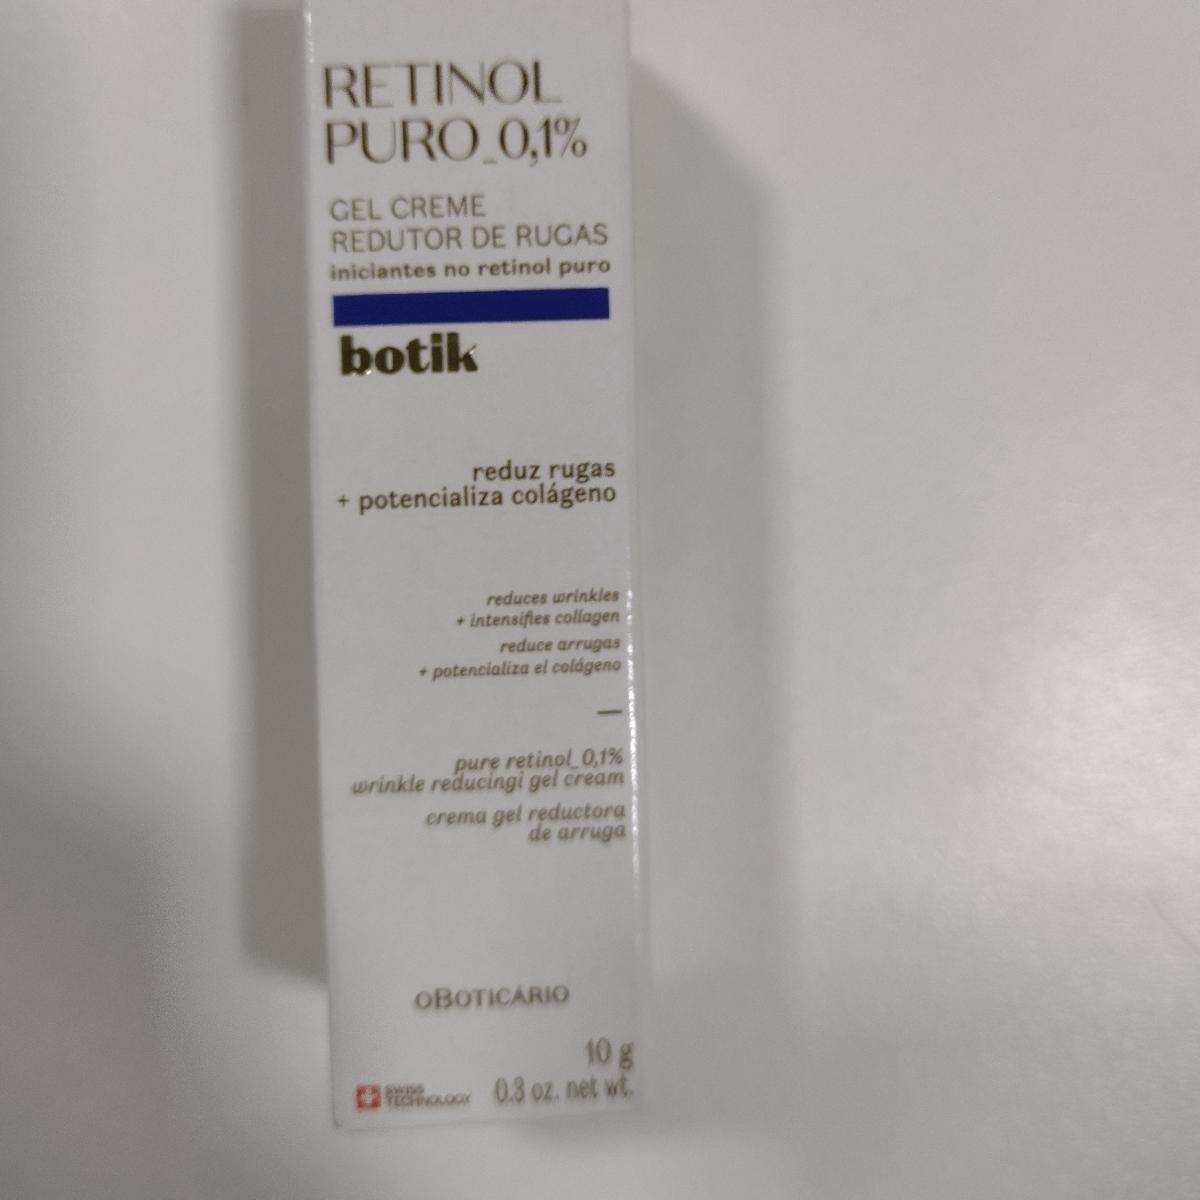 RETINOL
PURO_0,1%
GEL CREME
REDUTOR DE RUGAS
iniciantes no retinol puro
botik
reduz rugas
+ potencializa colágeno
reduces wrinkles
+ intensifies collagen
reduce arrugas
+ potencializa el colágeno
—
pure retinol_0,1%
wrinkle reducingi gel cream
crema gel reductora
de arruga
oBOTICÁRIO
10 g
SWISS
TECHNOLOGY
0.3 oz. net wt.